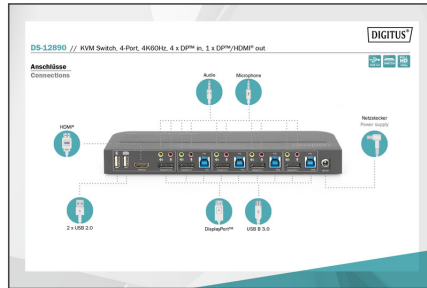 DIGITUS®
DS-12890 // KVM Switch, 4-Port, 4K60Hz, 4 x DP™ in, 1 x DP™/HDMI® out
Anschlüsse
Connections
Audio
Microphone
HDMI®
Netzstecker
Power supply
2 x USB 2.0
DisplayPort™
USB B 3.0